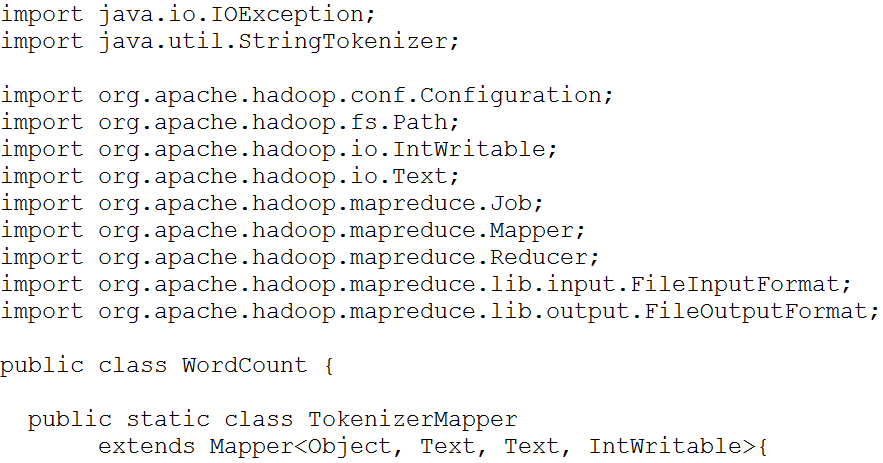 import java.io.IOException;
import java.util.StringTokenizer;

import org.apache.hadoop.conf.Configuration;
import org.apache.hadoop.fs.Path;
import org.apache.hadoop.io.IntWritable;
import org.apache.hadoop.io.Text;
import org.apache.hadoop.mapreduce.Job;
import org.apache.hadoop.mapreduce.Mapper;
import org.apache.hadoop.mapreduce.Reducer;
import org.apache.hadoop.mapreduce.lib.input.FileInputFormat;
import org.apache.hadoop.mapreduce.lib.output.FileOutputFormat;

public class WordCount {

  public static class TokenizerMapper
       extends Mapper<Object, Text, Text, IntWritable>{